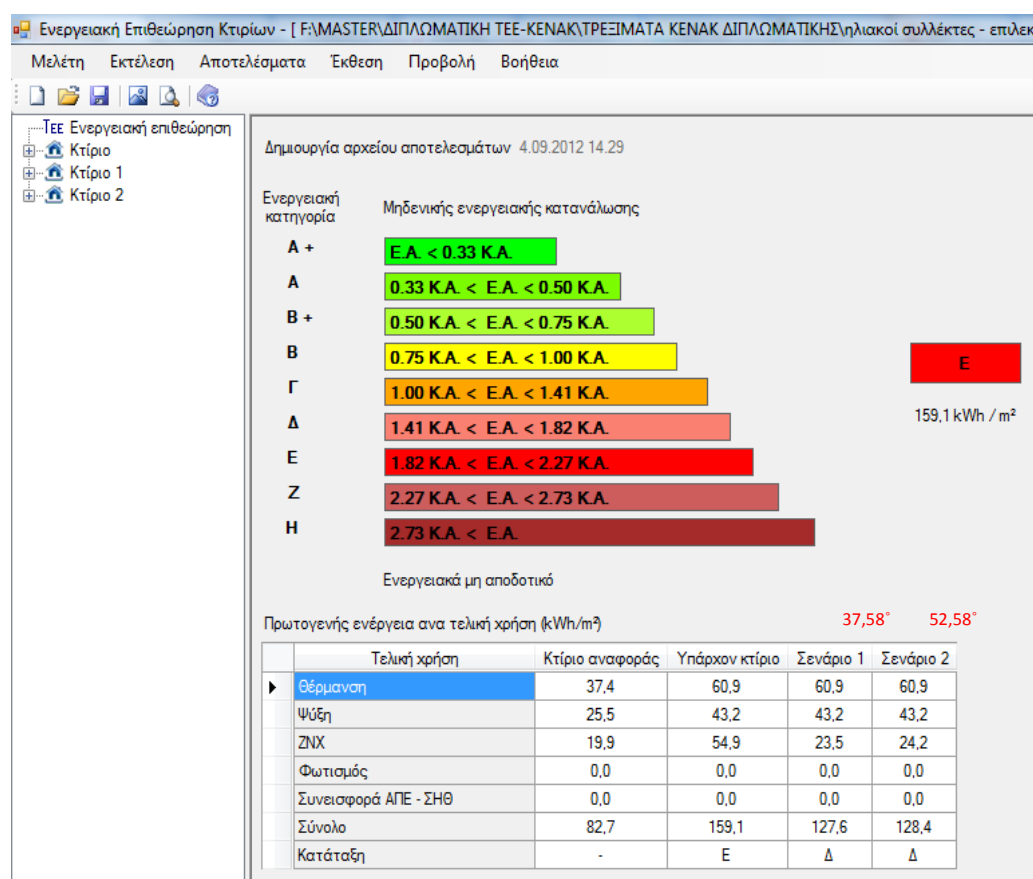 Ενεργειακή Επιθεώρηση Κτιρίων - [ F:\MASTER\ΔΙΠΛΩΜΑΤΙΚΗ ΤΕΕ-ΚΕΝΑΚ\ΤΡΕΞΙΜΑΤΑ ΚΕΝΑΚ ΔΙΠΛΩΜΑΤΙΚΗΣ\ηλιακοί συλλέκτες - επιλεκ
Μελέτη Εκτέλεση Αποτελέσματα Έκθεση Προβολή Βοήθεια
ΤΕΕ Ενεργειακή επιθεώρηση
Κτίριο
Κτίριο 1
Κτίριο 2
Δημιουργία αρχείου αποτελεσμάτων 4.09.2012 14.29
Ενεργειακή
κατηγορία
Μηδενικής ενεργειακής κατανάλωσης
Α + Ε.Α. < 0.33 Κ.Α.
Α 0.33 Κ.Α. < Ε.Α. < 0.50 Κ.Α.
Β + 0.50 Κ.Α. < Ε.Α. < 0.75 Κ.Α.
Β 0.75 Κ.Α. < Ε.Α. < 1.00 Κ.Α.
Ε
Γ 1.00 Κ.Α. < Ε.Α. < 1.41 Κ.Α.
159,1 kWh / m²
Δ 1.41 Κ.Α. < Ε.Α. < 1.82 Κ.Α.
Ε 1.82 Κ.Α. < Ε.Α. < 2.27 Κ.Α.
Ζ 2.27 Κ.Α. < Ε.Α. < 2.73 Κ.Α.
Η 2.73 Κ.Α. < Ε.Α.
Ενεργειακά μη αποδοτικό
Πρωτογενής ενέργεια ανα τελική χρήση (kWh/m²) 37,58° 52,58°
Τελική χρήση Κτίριο αναφοράς Υπάρχον κτίριο Σενάριο 1 Σενάριο 2
Θέρμανση 37,4 60,9 60,9 60,9
Ψύξη 25,5 43,2 43,2 43,2
ΖΝΧ 19,9 54,9 23,5 24,2
Φωτισμός 0,0 0,0 0,0 0,0
Συνεισφορά ΑΠΕ - ΣΗΘ 0,0 0,0 0,0 0,0
Σύνολο 82,7 159,1 127,6 128,4
Κατάταξη - Ε Δ Δ